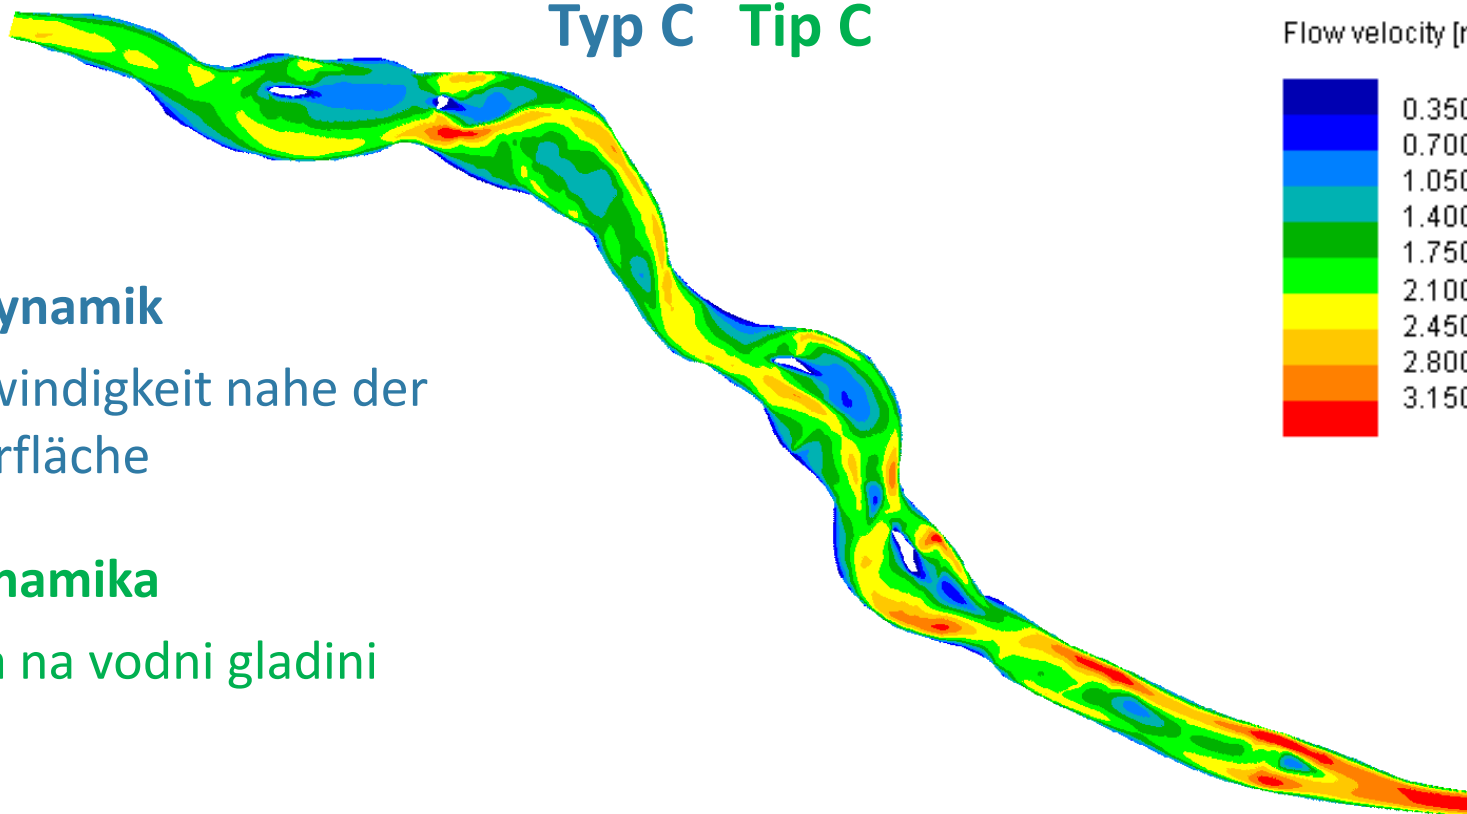 Typ C Tip C
Flow velocity [
0.350
0.700
1.050
1.400
1.750
2.100
2.450
2.800
3.150
ynamik
windigkeit nahe der
rfläche
namika
na vodni gladini